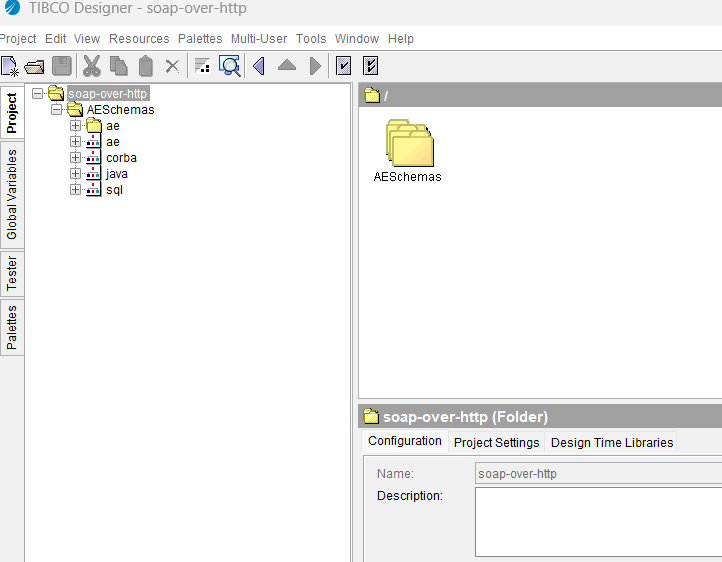 TIBCO Designer - soap-over-http
Project Edit View Resources Palettes Multi-User Tools Window Help
Project
Global Variables
Tester
Palettes
soap-over-http
AESchemas
ae
ae
corba
java
sql
/
AESchemas
soap-over-http (Folder)
Configuration Project Settings Design Time Libraries
Name: soap-over-http
Description: